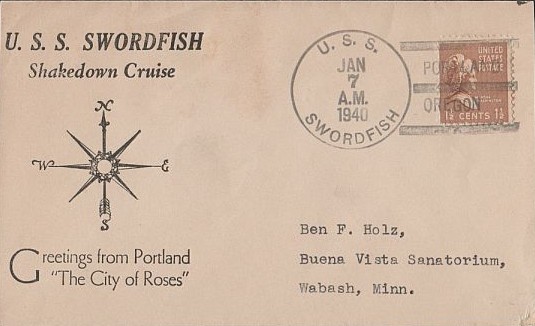 U. S. S. SWORDFISH
Shakedown Cruise
N
W E
S
Greetings from Portland
"The City of Roses"
U. S. S.
JAN
7
A.M.
1940
SWORDFISH
PORTLAND
OREGON
UNITED
STATES
POSTAGE
1½ CENTS 1½
Ben F. Holz,
Buena Vista Sanatorium,
Wabash, Minn.